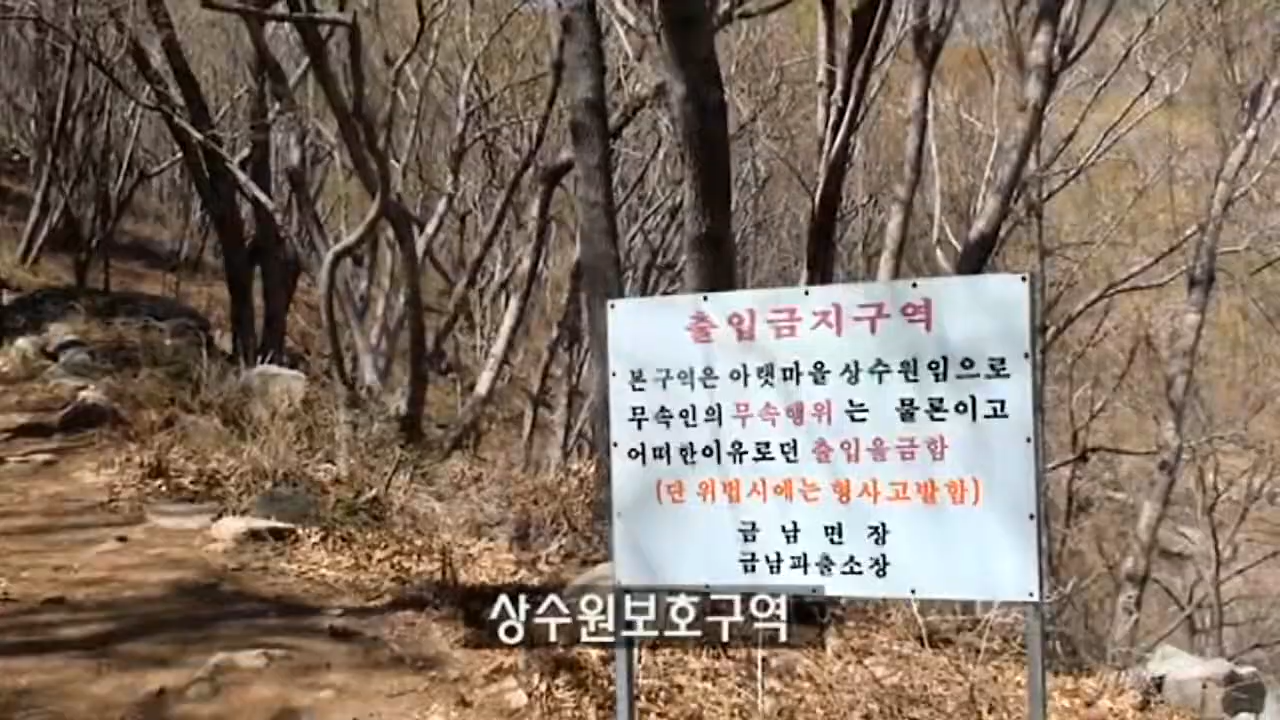 출입금지구역
본구역은 아랫마을 상수원임으로
무속인의 무속행위 는 물론이고
어떠한이유로던 출입을금함
(단 위법시에는 형사고발함)
금 남 면 장
금남파출소장
상수원보호구역